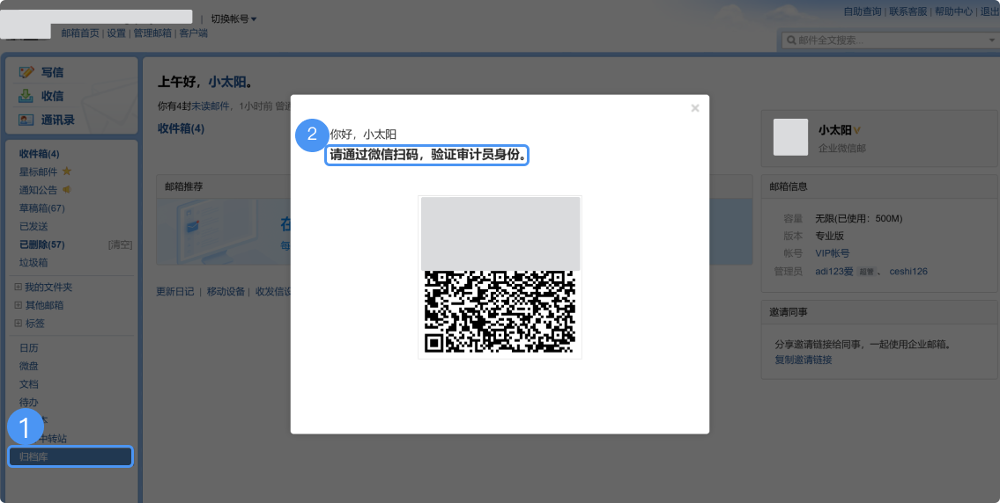 | 切换帐号
自助查询 | 联系客服 | 帮助中心 | 退出
邮箱首页 | 设置 | 管理邮箱 | 客户端
邮件全文搜索...
写信
收信
通讯录
收件箱(4)
星标邮件
通知公告
草稿箱(67)
已发送
已删除(57) [清空]
垃圾箱
我的文件夹
其他邮箱
标签
日历
微盘
文档
待办
本
中转站
1
归档库
上午好，小太阳。
你有4封未读邮件，1小时前
收件箱(4)
邮箱推荐
在
每
更新日记 | 移动设备 | 收发信设
×
2
你好，小太阳
请通过微信扫码，验证审计员身份。
小太阳
企业微信邮
邮箱信息
容量 无限(已使用：500M)
版本 专业版
帐号 VIP帐号
管理员 adi123爱 超管、 ceshi126
邀请同事
分享邀请链接给同事，一起使用企业邮箱。
复制邀请链接